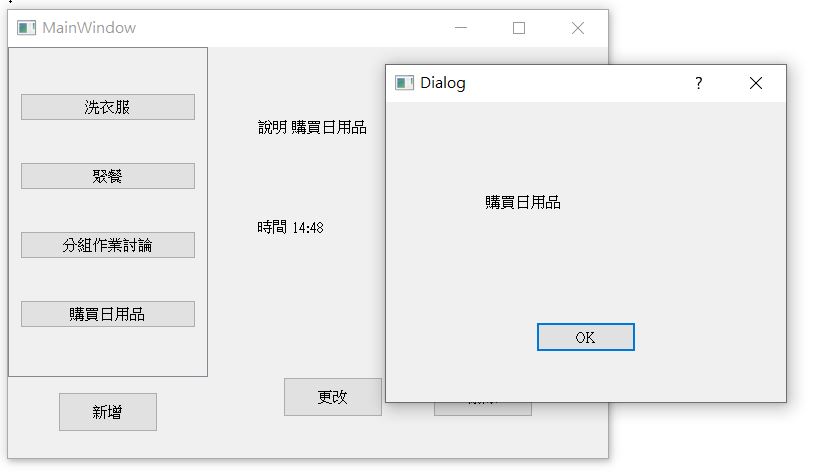 MainWindow
洗衣服
聚餐
分組作業討論
購買日用品
新增
說明 購買日用品
時間 14:48
更改
Dialog
?
購買日用品
OK